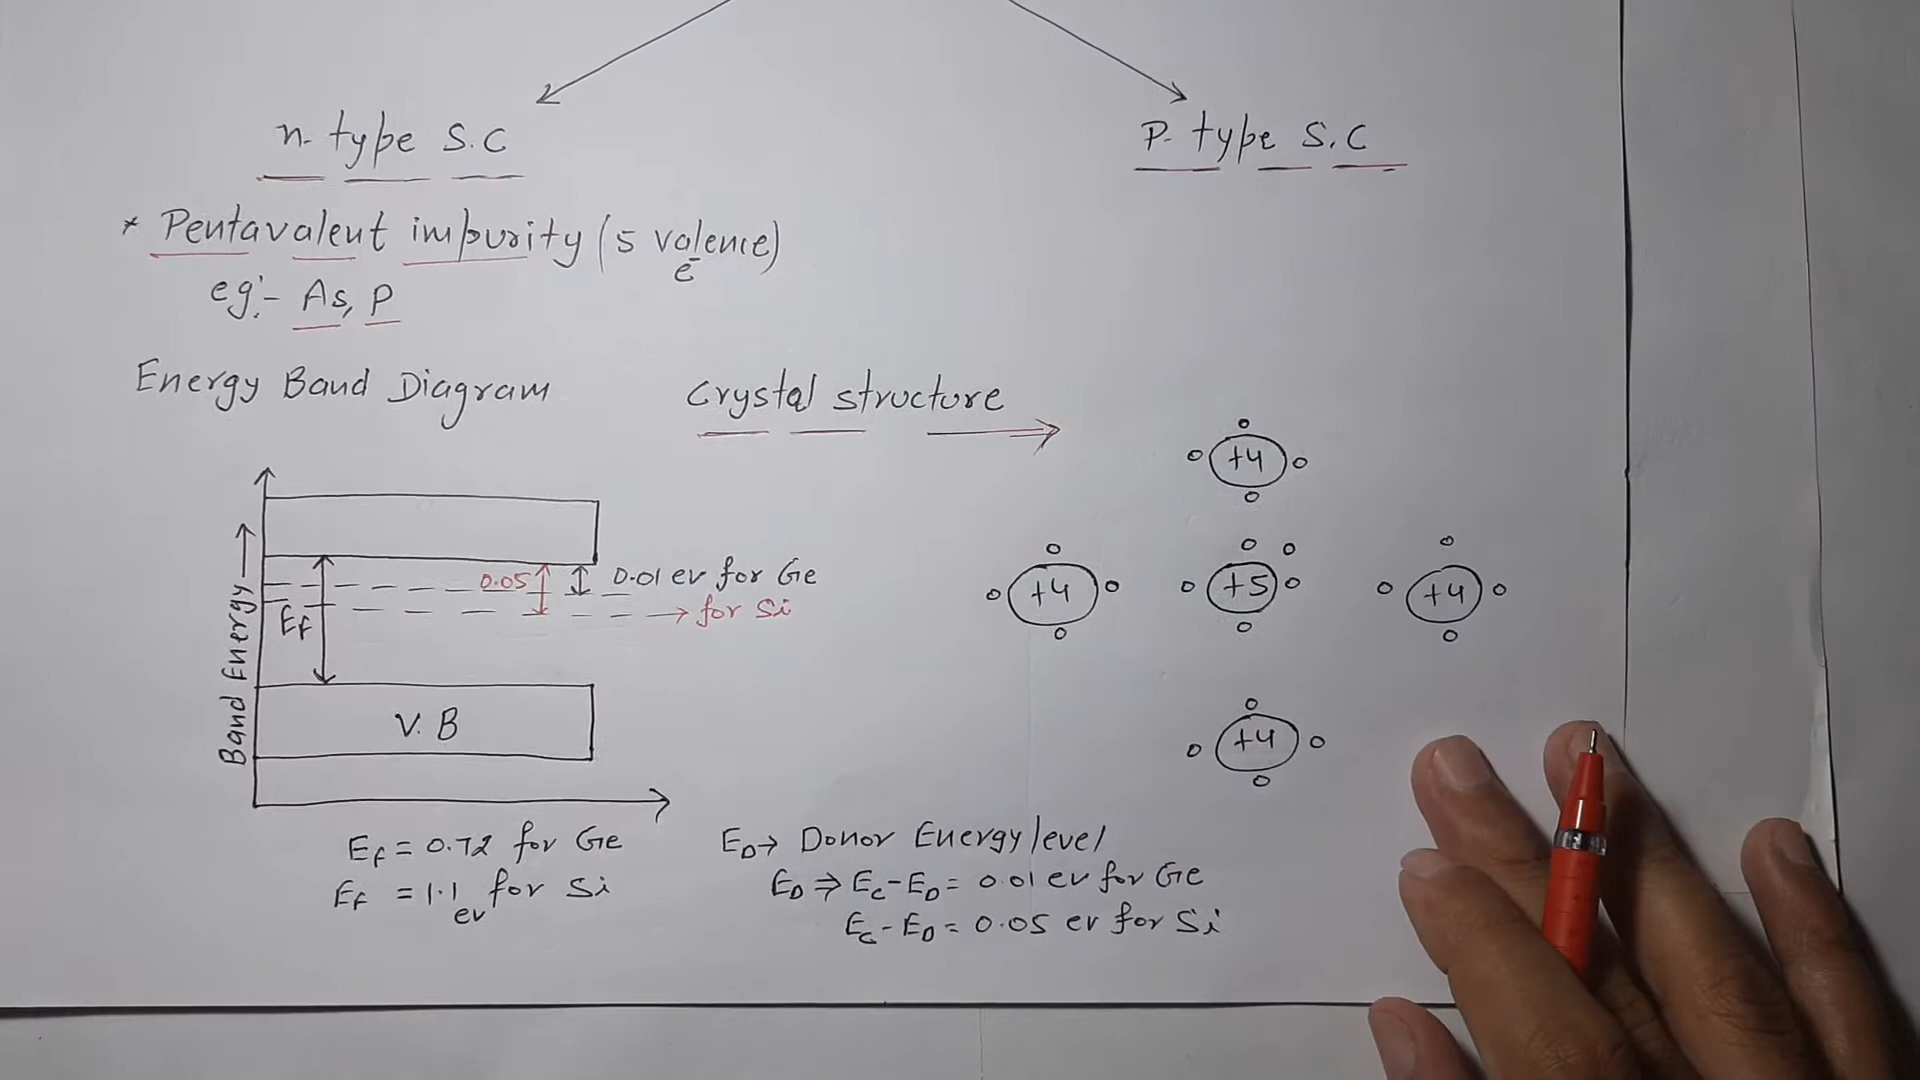 n-type S.C
P-type S.C
* Pentavalent impurity (5 valence)
e-
eg:- As, P
Energy Band Diagram
Crystal structure
+4
0.05
0.01 ev for Ge
for Si
Ef
+4
+5
+4
Band Energy
V.B
+4
Ef = 0.72 for Ge
Ef = 1.1 for Si
ev
ED→ Donor Energy level
ED ⇒ Ec-ED = 0.01 ev for Ge
Ec-ED = 0.05 ev for Si